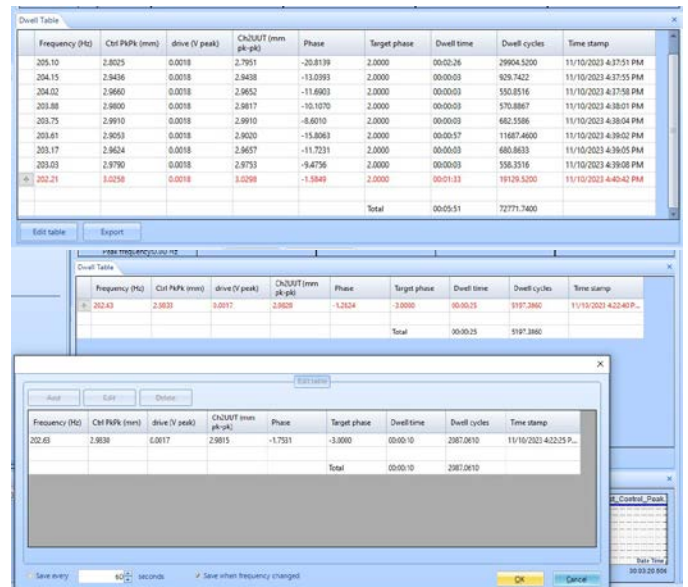 Dwell Table
Frequency (Hz) Ctrl PkPk (mm) drive (V peak) Ch2UUT (mm pk-pk) Phase Target phase Dwell time Dwell cycles Time stamp
205.10 2.8025 0.0018 2.7951 -20.8139 2.0000 00:02:26 29904.5200 11/10/2023 4:37:51 PM
204.15 2.9436 0.0018 2.9438 -13.0393 2.0000 00:00:03 929.7422 11/10/2023 4:37:55 PM
204.02 2.9660 0.0018 2.9652 -11.6903 2.0000 00:00:03 550.8516 11/10/2023 4:37:58 PM
203.88 2.9800 0.0018 2.9817 -10.1070 2.0000 00:00:03 570.8867 11/10/2023 4:38:01 PM
203.75 2.9910 0.0018 2.9910 -8.6010 2.0000 00:00:03 682.5586 11/10/2023 4:38:04 PM
203.61 2.9053 0.0018 2.9020 -15.8063 2.0000 00:00:57 11687.4600 11/10/2023 4:39:02 PM
203.17 2.9624 0.0018 2.9657 -11.7231 2.0000 00:00:03 680.8633 11/10/2023 4:39:05 PM
203.03 2.9790 0.0018 2.9753 -9.4756 2.0000 00:00:03 558.3516 11/10/2023 4:39:08 PM
202.21 3.0258 0.0018 3.0298 -1.5849 2.0000 00:01:33 19129.5200 11/10/2023 4:40:42 PM
Total 00:05:51 72771.7400
Edit table Export
Dwell Table
Frequency (Hz) Ctrl PkPk (mm) drive (V peak) Ch2UUT (mm pk-pk) Phase Target phase Dwell time Dwell cycles Time stamp
202.63 0.0017 -1.2624 -3.0000 00:00:25 5197.3860 11/10/2023 4:22:40 P...
Total 00:00:25 5197.3860
Edit table
Add Edit Delete
Frequency (Hz) Ctrl PkPk (mm) drive (V peak) Ch2UUT (mm pk-pk) Phase Target phase Dwell time Dwell cycles Time stamp
202.63 2.9830 0.0017 2.9815 -1.7531 -3.0000 00:00:10 2087.0610 11/10/2023 4:22:25 P...
Total 00:00:10 2087.0610
Save every 60 seconds Save when frequency changed
OK Cancel